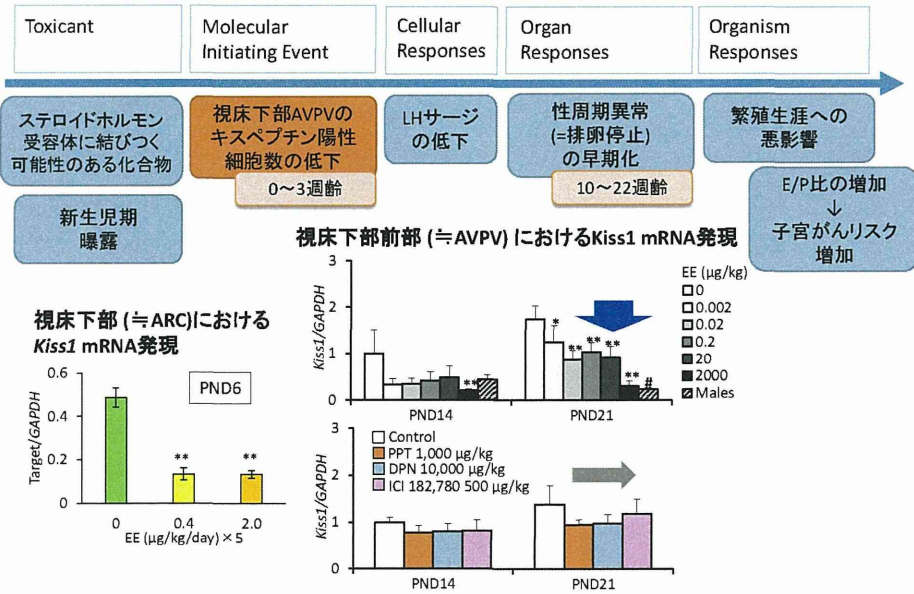 Toxicant
Molecular
Initiating Event
Cellular
Responses
Organ
Responses
Organism
Responses
ステロイドホルモン
受容体に結びつく
可能性のある化合物
新生児期
曝露
視床下部AVPVの
キスペプチン陽性
細胞数の低下
0～3週齢
LHサージ
の低下
性周期異常
(=排卵停止)
の早期化
10～22週齢
繁殖生涯への
悪影響
E/P比の増加
↓
子宮がんリスク
増加
視床下部 (≒ARC)における
Kiss1 mRNA発現
PND6
Target/GAPDH
0.6
0.4
0.2
0
**
**
0
0.4
2.0
EE (μg/kg/day) × 5
視床下部前部 (≒AVPV) におけるKiss1 mRNA発現
Kiss1/GAPDH
3
2
1
0
**
*
**
**
**
**
#
PND14
PND21
EE (μg/kg)
0
0.002
0.02
0.2
20
2000
Males
Kiss1/GAPDH
3
2
1
0
Control
PPT 1,000 μg/kg
DPN 10,000 μg/kg
ICI 182,780 500 μg/kg
PND14
PND21